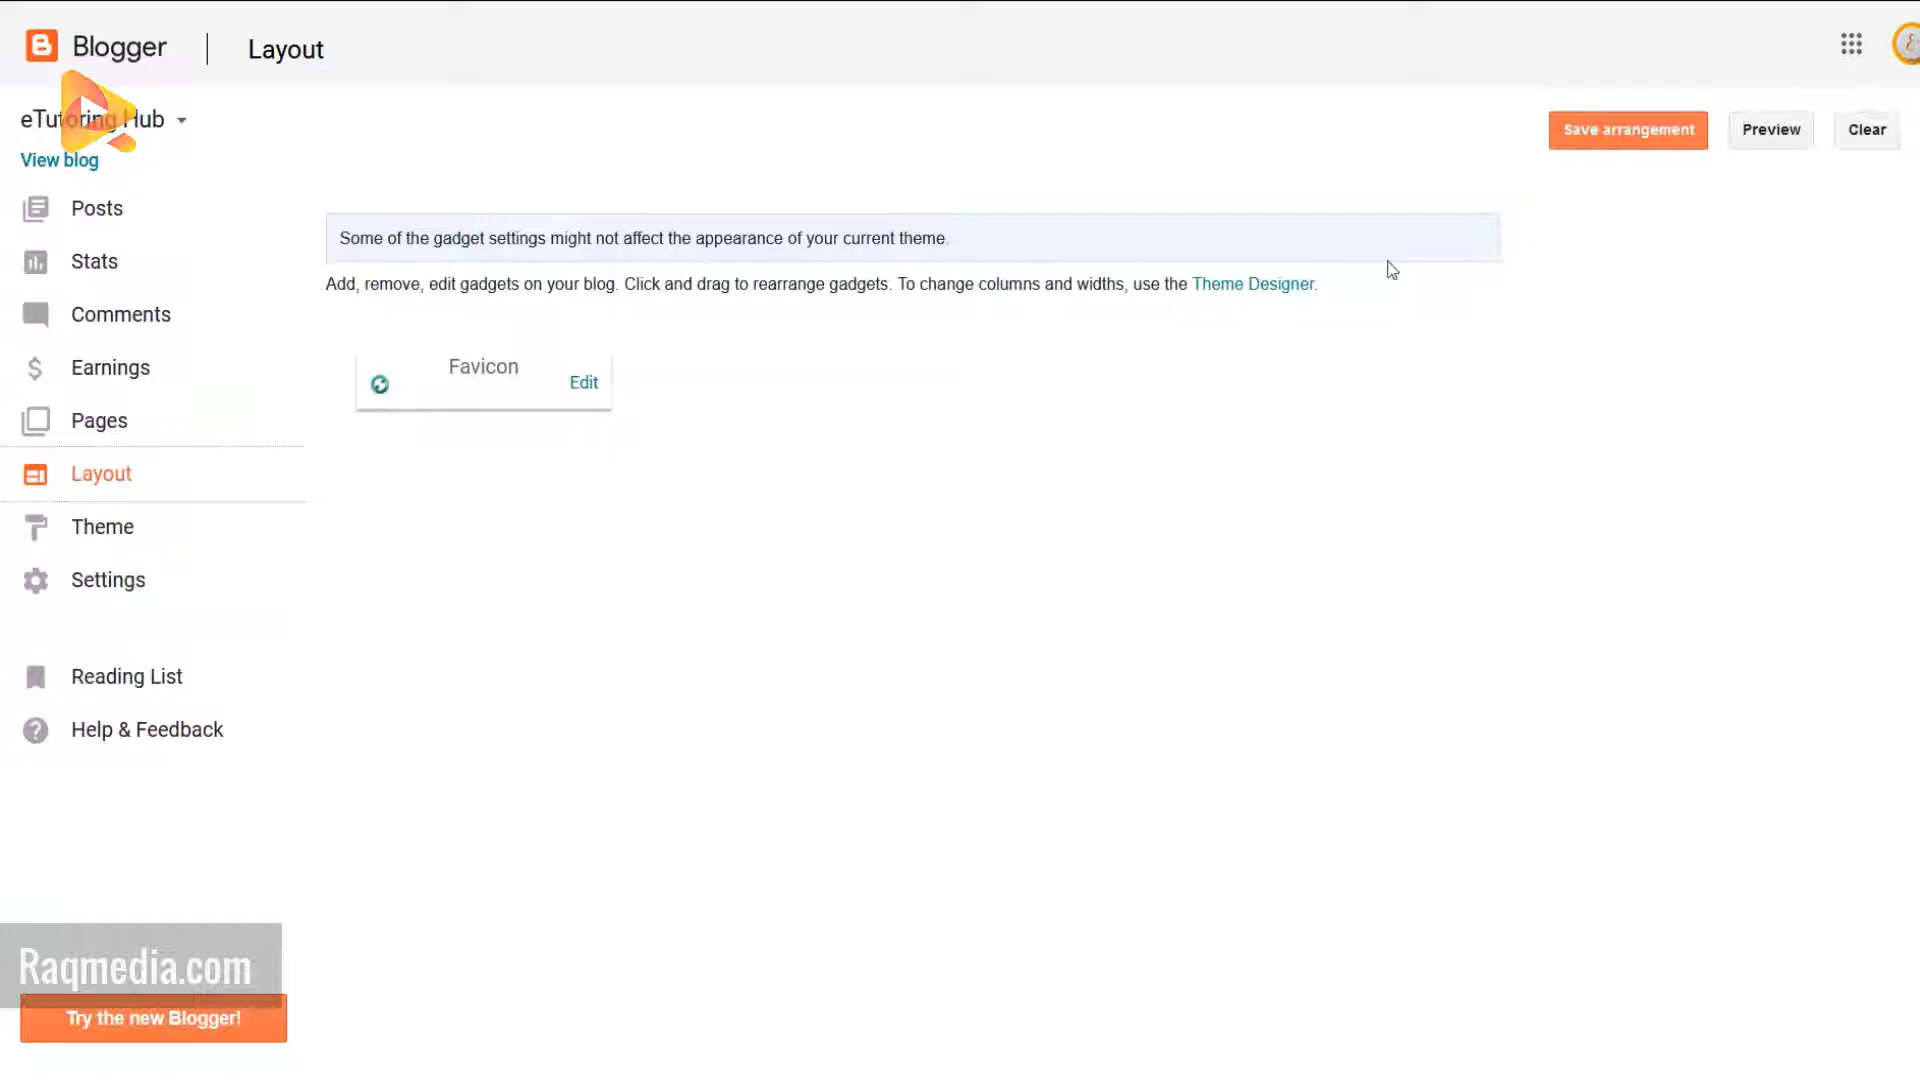 Blogger
Layout
eTutoring Hub
View blog
Save arrangement
Preview
Clear
Posts
Stats
Comments
Earnings
Pages
Layout
Theme
Settings
Reading List
Help & Feedback
Some of the gadget settings might not affect the appearance of your current theme.
Add, remove, edit gadgets on your blog. Click and drag to rearrange gadgets. To change columns and widths, use the Theme Designer.
Favicon
Edit
Raqmedia.com
Try the new Blogger!